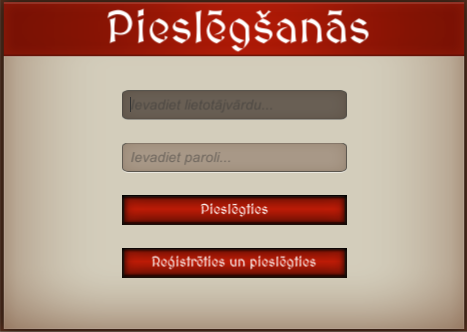 Pieslēgšanās
Ievadiet lietotājvārdu...
Ievadiet paroli...
Pieslēgties
Reģistrēties un pieslēgties